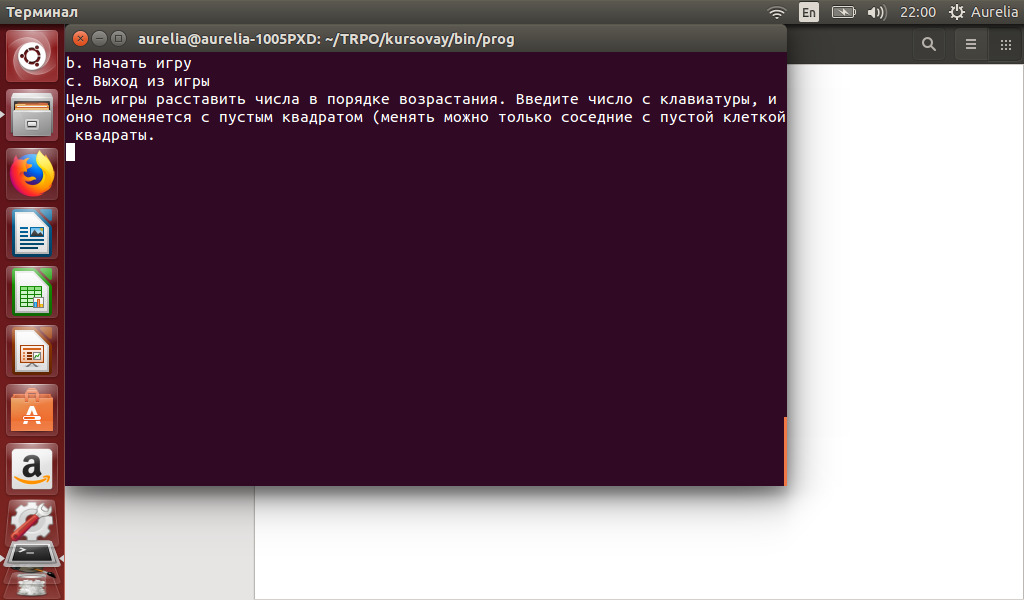 Терминал
En
22:00
Aurelia
aurelia@aurelia-1005PXD: ~/TRPO/kursovay/bin/prog
b. Начать игру
c. Выход из игры
Цель игры расставить числа в порядке возрастания. Введите число с клавиатуры, и
оно поменяется с пустым квадратом (менять можно только соседние с пустой клеткой
квадраты.